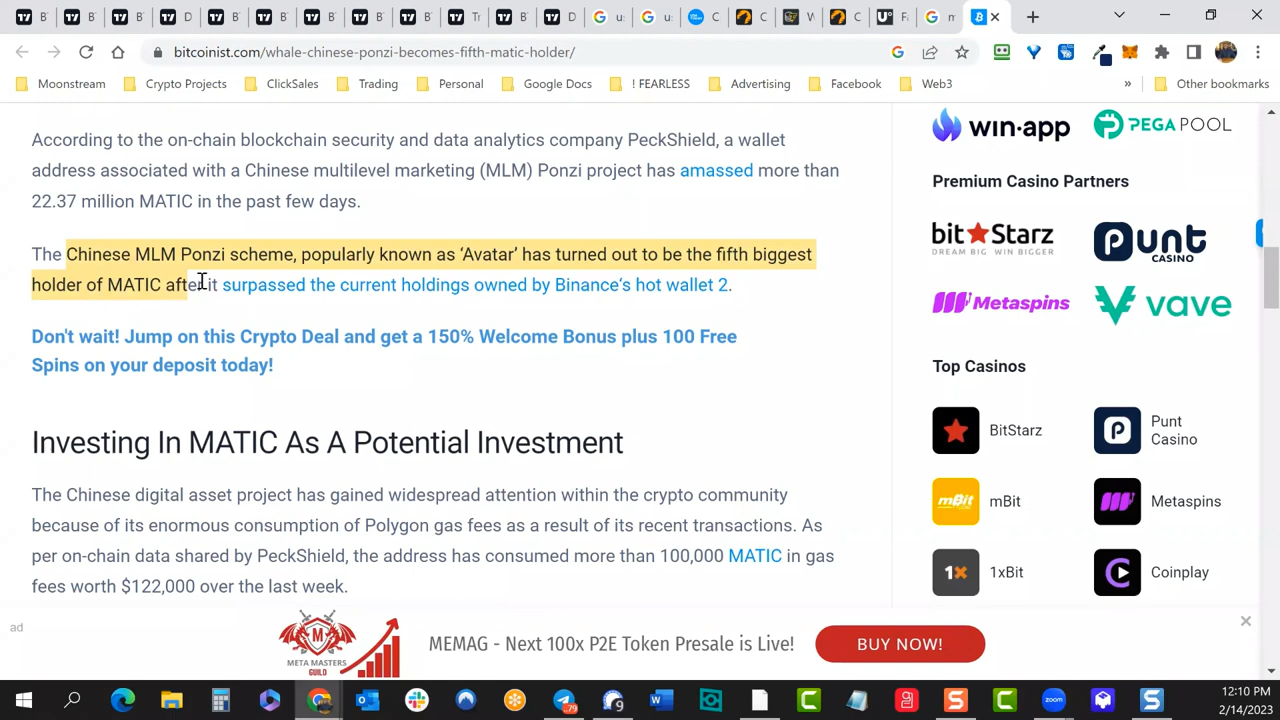 bitcoinist.com/whale-chinese-ponzi-becomes-fifth-matic-holder/
Moonstream Crypto Projects ClickSales Trading Personal Google Docs ! FEARLESS Advertising Facebook Web3 » Other bookmarks
According to the on-chain blockchain security and data analytics company PeckShield, a wallet
address associated with a Chinese multilevel marketing (MLM) Ponzi project has amassed more than
22.37 million MATIC in the past few days.
The Chinese MLM Ponzi scheme, popularly known as ‘Avatar’ has turned out to be the fifth biggest
holder of MATIC after it surpassed the current holdings owned by Binance’s hot wallet 2.
Don't wait! Jump on this Crypto Deal and get a 150% Welcome Bonus plus 100 Free
Spins on your deposit today!
Investing In MATIC As A Potential Investment
The Chinese digital asset project has gained widespread attention within the crypto community
because of its enormous consumption of Polygon gas fees as a result of its recent transactions. As
per on-chain data shared by PeckShield, the address has consumed more than 100,000 MATIC in gas
fees worth $122,000 over the last week.
win·app
PEGA POOL
Premium Casino Partners
bit starz
DREAM BIG. WIN BIGGER
Punt
CASINO
Metaspins
vave
Top Casinos
BitStarz
Punt
Casino
mBit
Metaspins
1xBit
Coinplay
ad
META MASTERS
GUILD
MEMAG - Next 100x P2E Token Presale is Live!
BUY NOW!
12:10 PM
2/14/2023